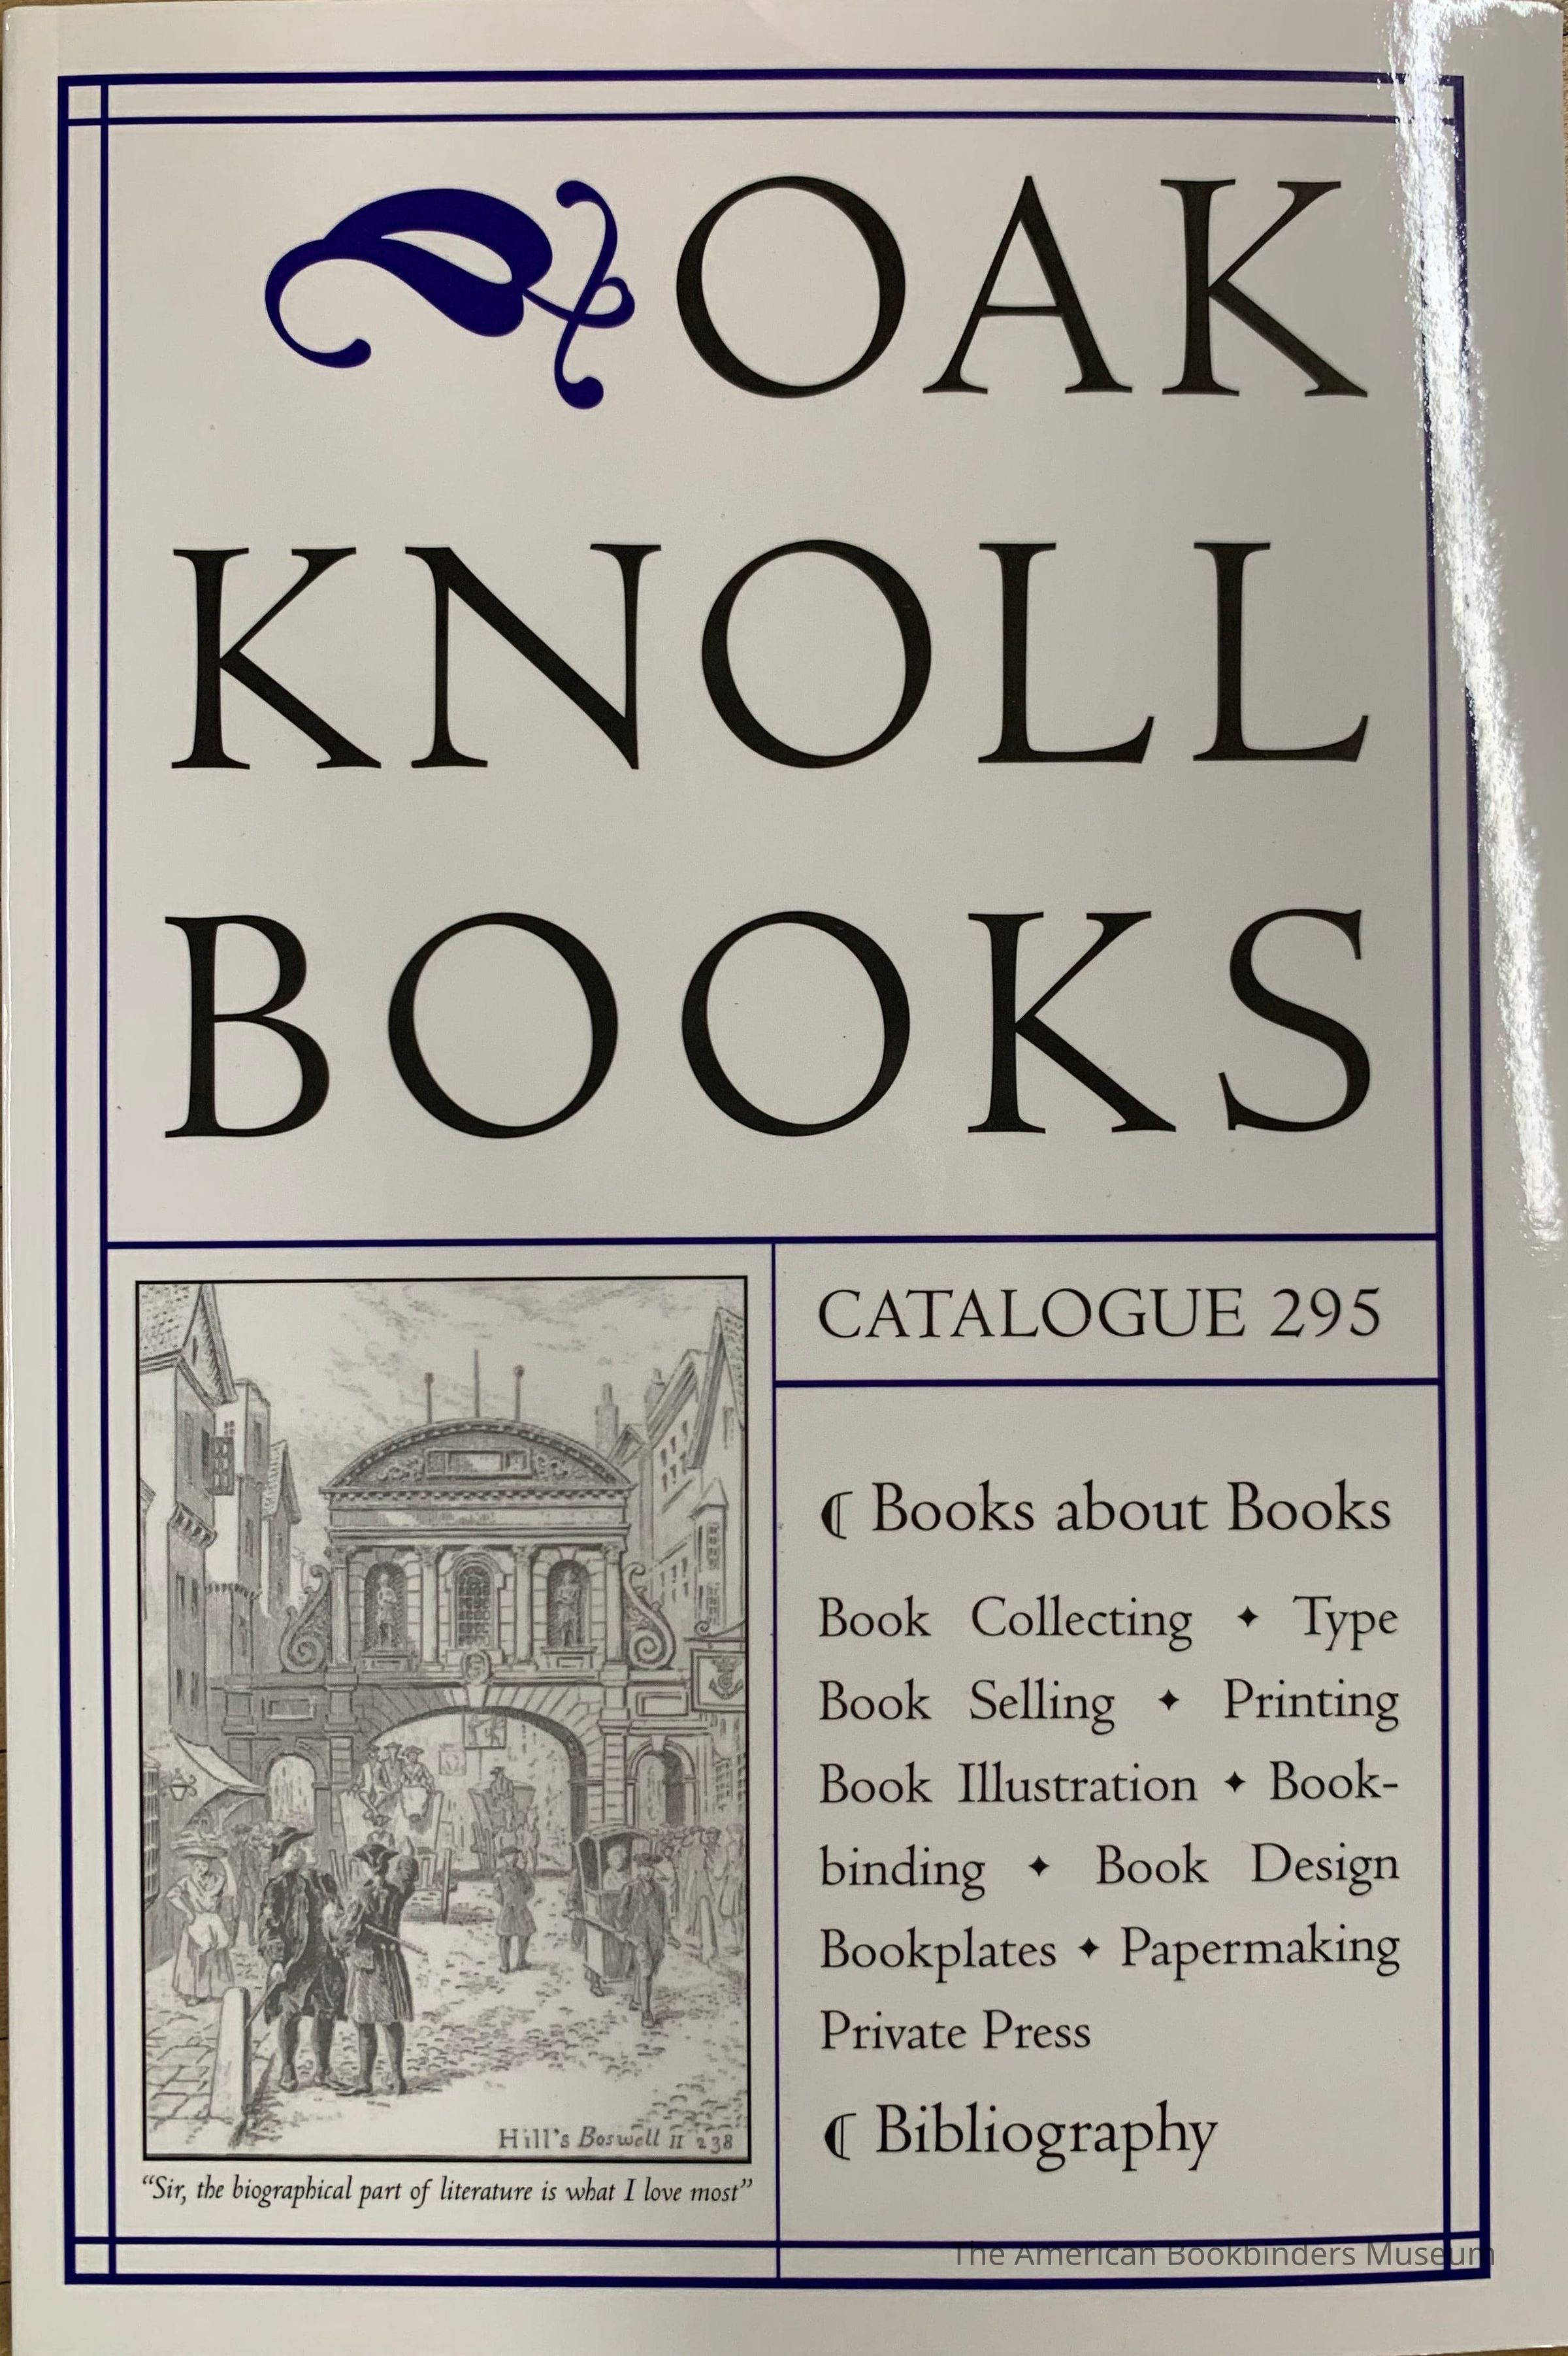 OAK
KNOLL
BOOKS
CATALOGUE 295
¶ Books about Books
Book Collecting ✦ Type
Book Selling ✦ Printing
Book Illustration ✦ Book-
binding ✦ Book Design
Bookplates ✦ Papermaking
Private Press
¶ Bibliography
Hill's Boswell II 238
“Sir, the biographical part of literature is what I love most”
The American Bookbinders Museum